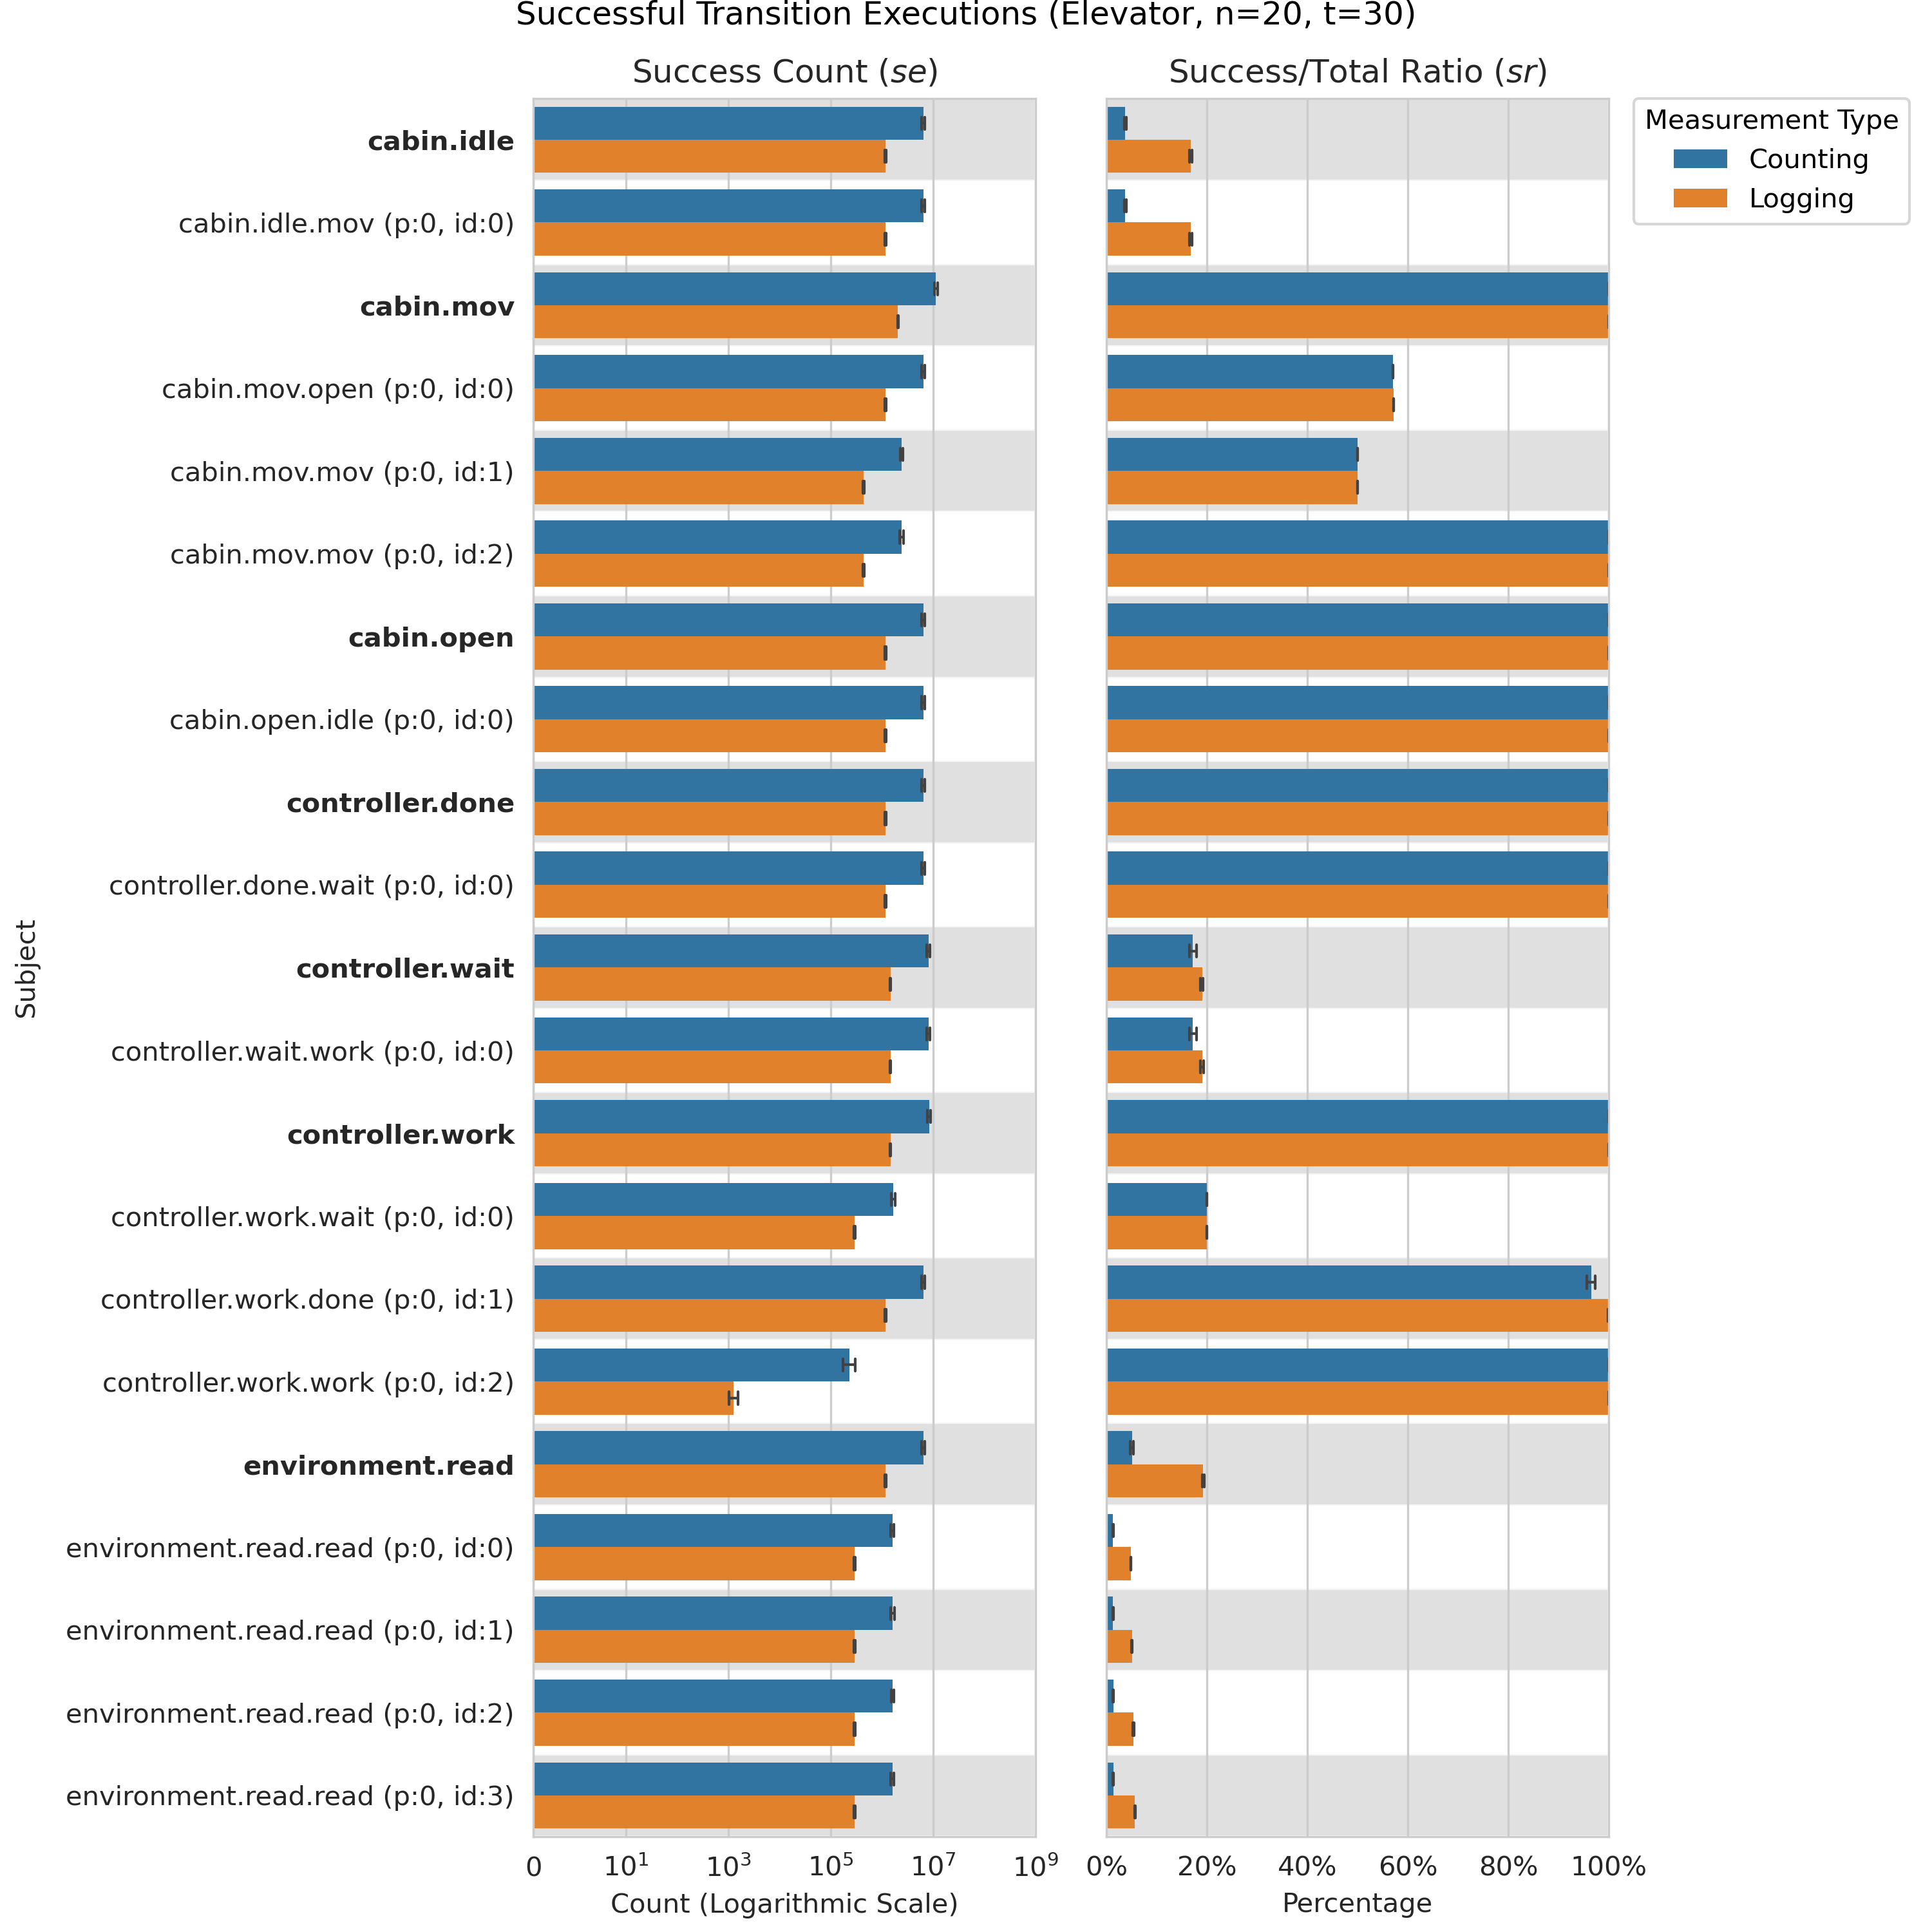 Successful Transition Executions (Elevator, n=20, t=30)
Success Count (se)
Success/Total Ratio (sr)
Measurement Type
Counting
Logging
Subject
cabin.idle
cabin.idle.mov (p:0, id:0)
cabin.mov
cabin.mov.open (p:0, id:0)
cabin.mov.mov (p:0, id:1)
cabin.mov.mov (p:0, id:2)
cabin.open
cabin.open.idle (p:0, id:0)
controller.done
controller.done.wait (p:0, id:0)
controller.wait
controller.wait.work (p:0, id:0)
controller.work
controller.work.wait (p:0, id:0)
controller.work.done (p:0, id:1)
controller.work.work (p:0, id:2)
environment.read
environment.read.read (p:0, id:0)
environment.read.read (p:0, id:1)
environment.read.read (p:0, id:2)
environment.read.read (p:0, id:3)
0 10¹ 10³ 10⁵ 10⁷ 10⁹
Count (Logarithmic Scale)
0% 20% 40% 60% 80% 100%
Percentage